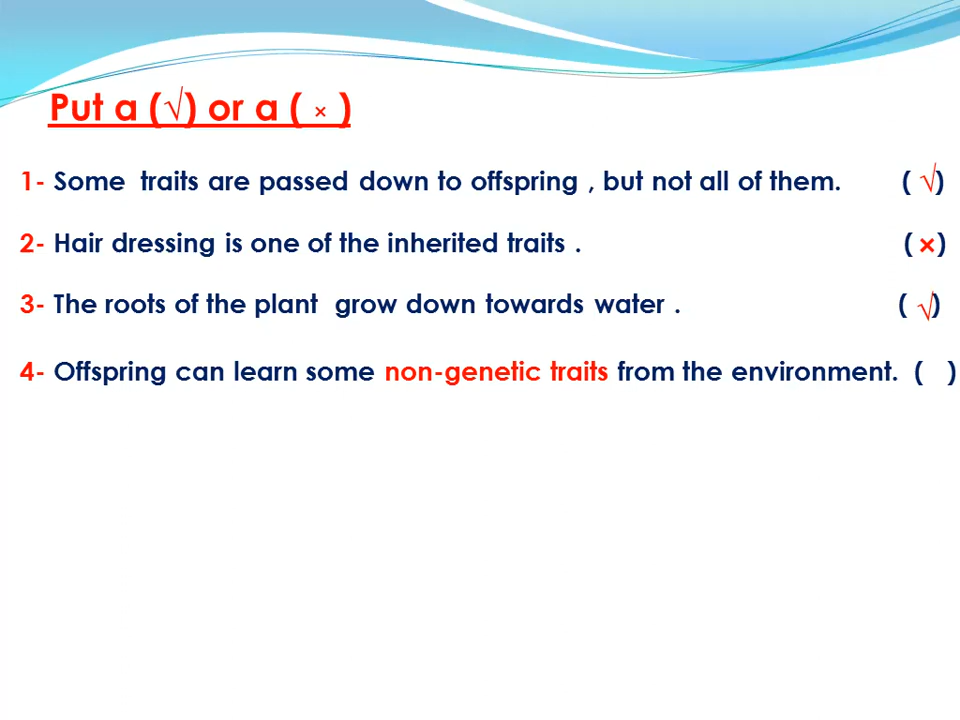 Put a (√) or a ( × )
1- Some traits are passed down to offspring , but not all of them. ( √ )
2- Hair dressing is one of the inherited traits . ( × )
3- The roots of the plant grow down towards water . ( √ )
4- Offspring can learn some non-genetic traits from the environment. ( )